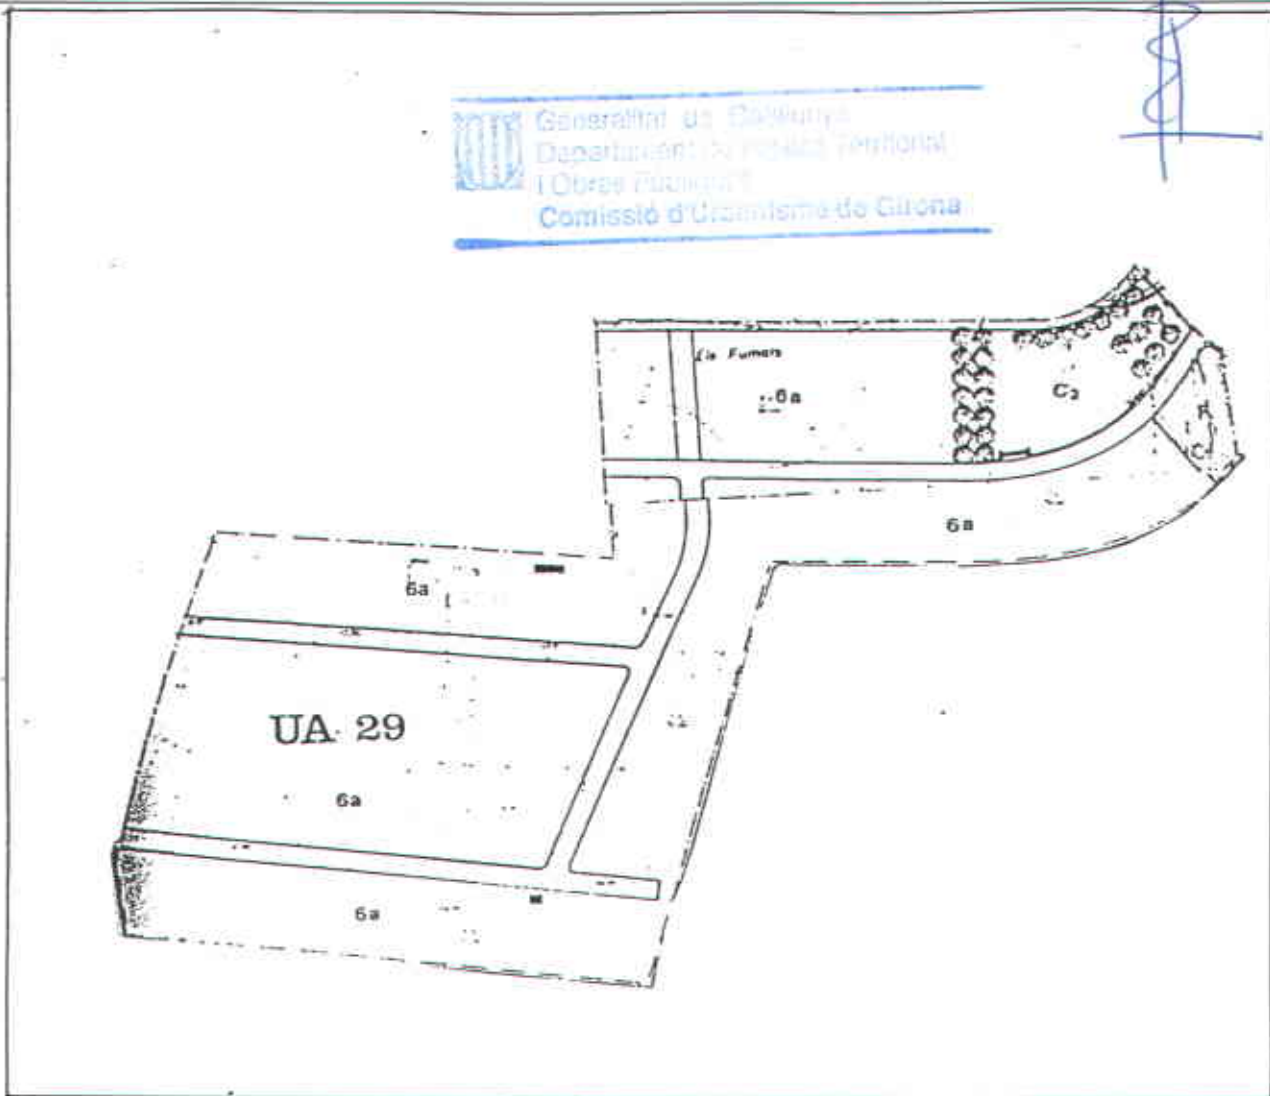 Generalitat de Catalunya
Departament de Política Territorial
i Obres Públiques
Comissió d'Urbanisme de Girona
Els Fumats
6a
C2
6a
6a
UA 29
6a
6a